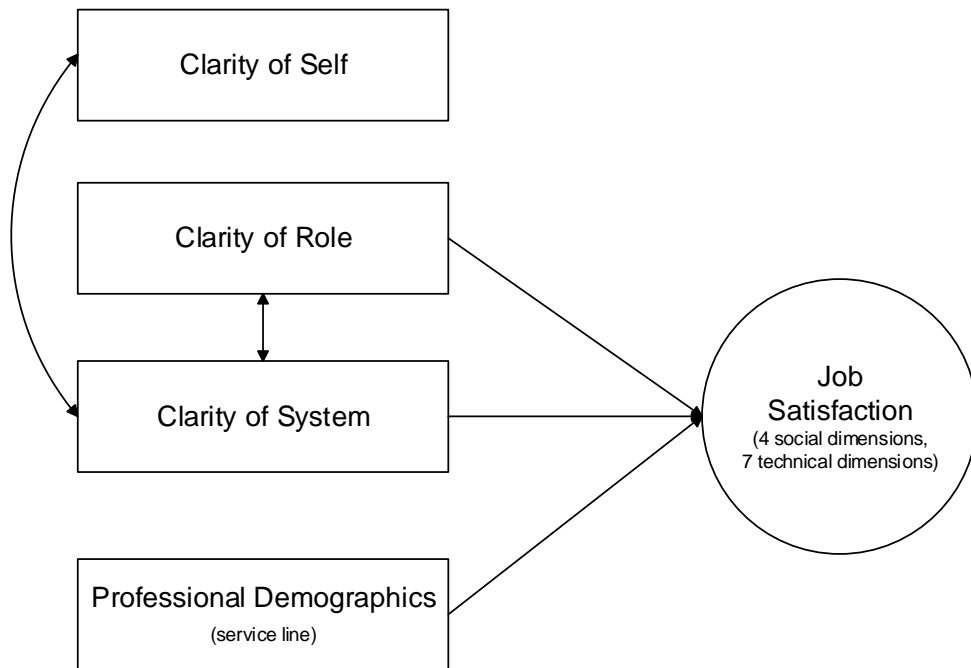 Clarity of Self
Clarity of Role
Clarity of System
Job
Satisfaction
(4 social dimensions,
7 technical dimensions)
Professional Demographics
(service line)